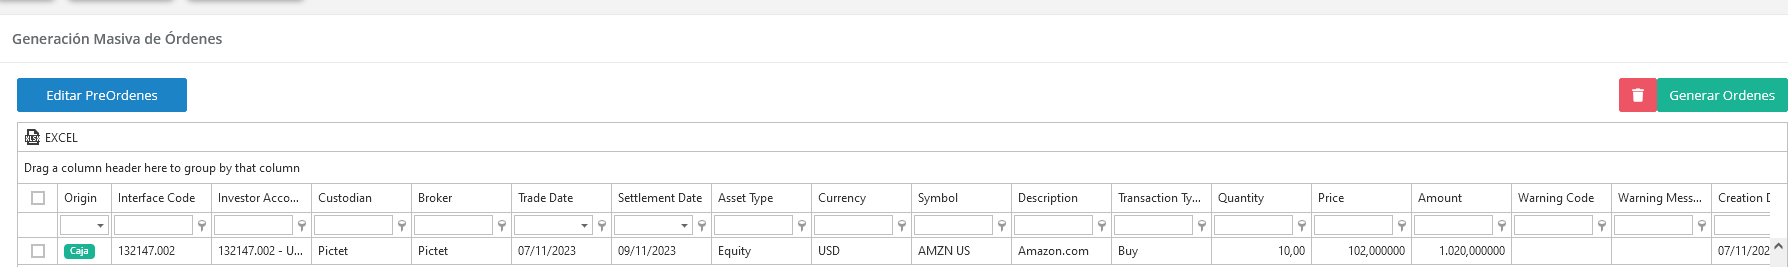 Generación Masiva de Órdenes
Editar PreOrdenes
Generar Ordenes
EXCEL
Drag a column header here to group by that column
Origin Interface Code Investor Acco... Custodian Broker Trade Date Settlement Date Asset Type Currency Symbol Description Transaction Ty... Quantity Price Amount Warning Code Warning Mess... Creation D
Caja 132147.002 132147.002 - U... Pictet Pictet 07/11/2023 09/11/2023 Equity USD AMZN US Amazon.com Buy 10,00 102,000000 1.020,000000 07/11/202